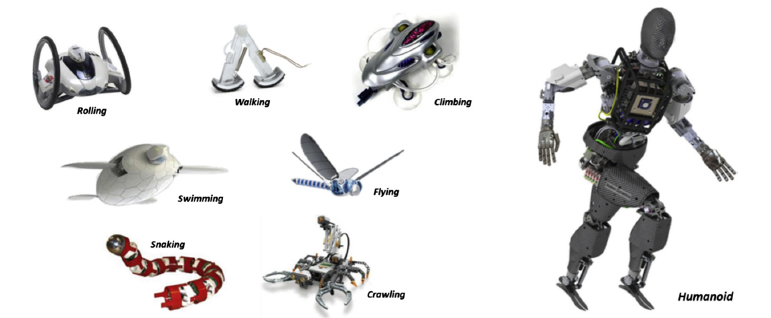 Rolling
Walking
Climbing
Swimming
Flying
Snaking
Crawling
Humanoid